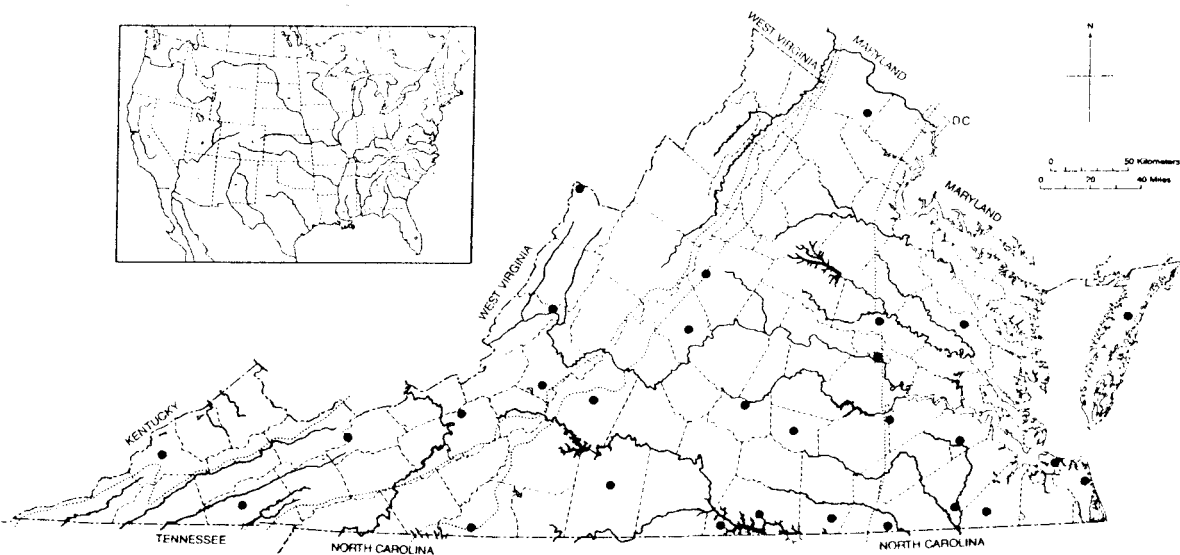 WEST VIRGINIA
MARYLAND
N
DC
0 50 Kilometers
0 20 40 Miles
MARYLAND
WEST VIRGINIA
KENTUCKY
TENNESSEE
NORTH CAROLINA
NORTH CAROLINA